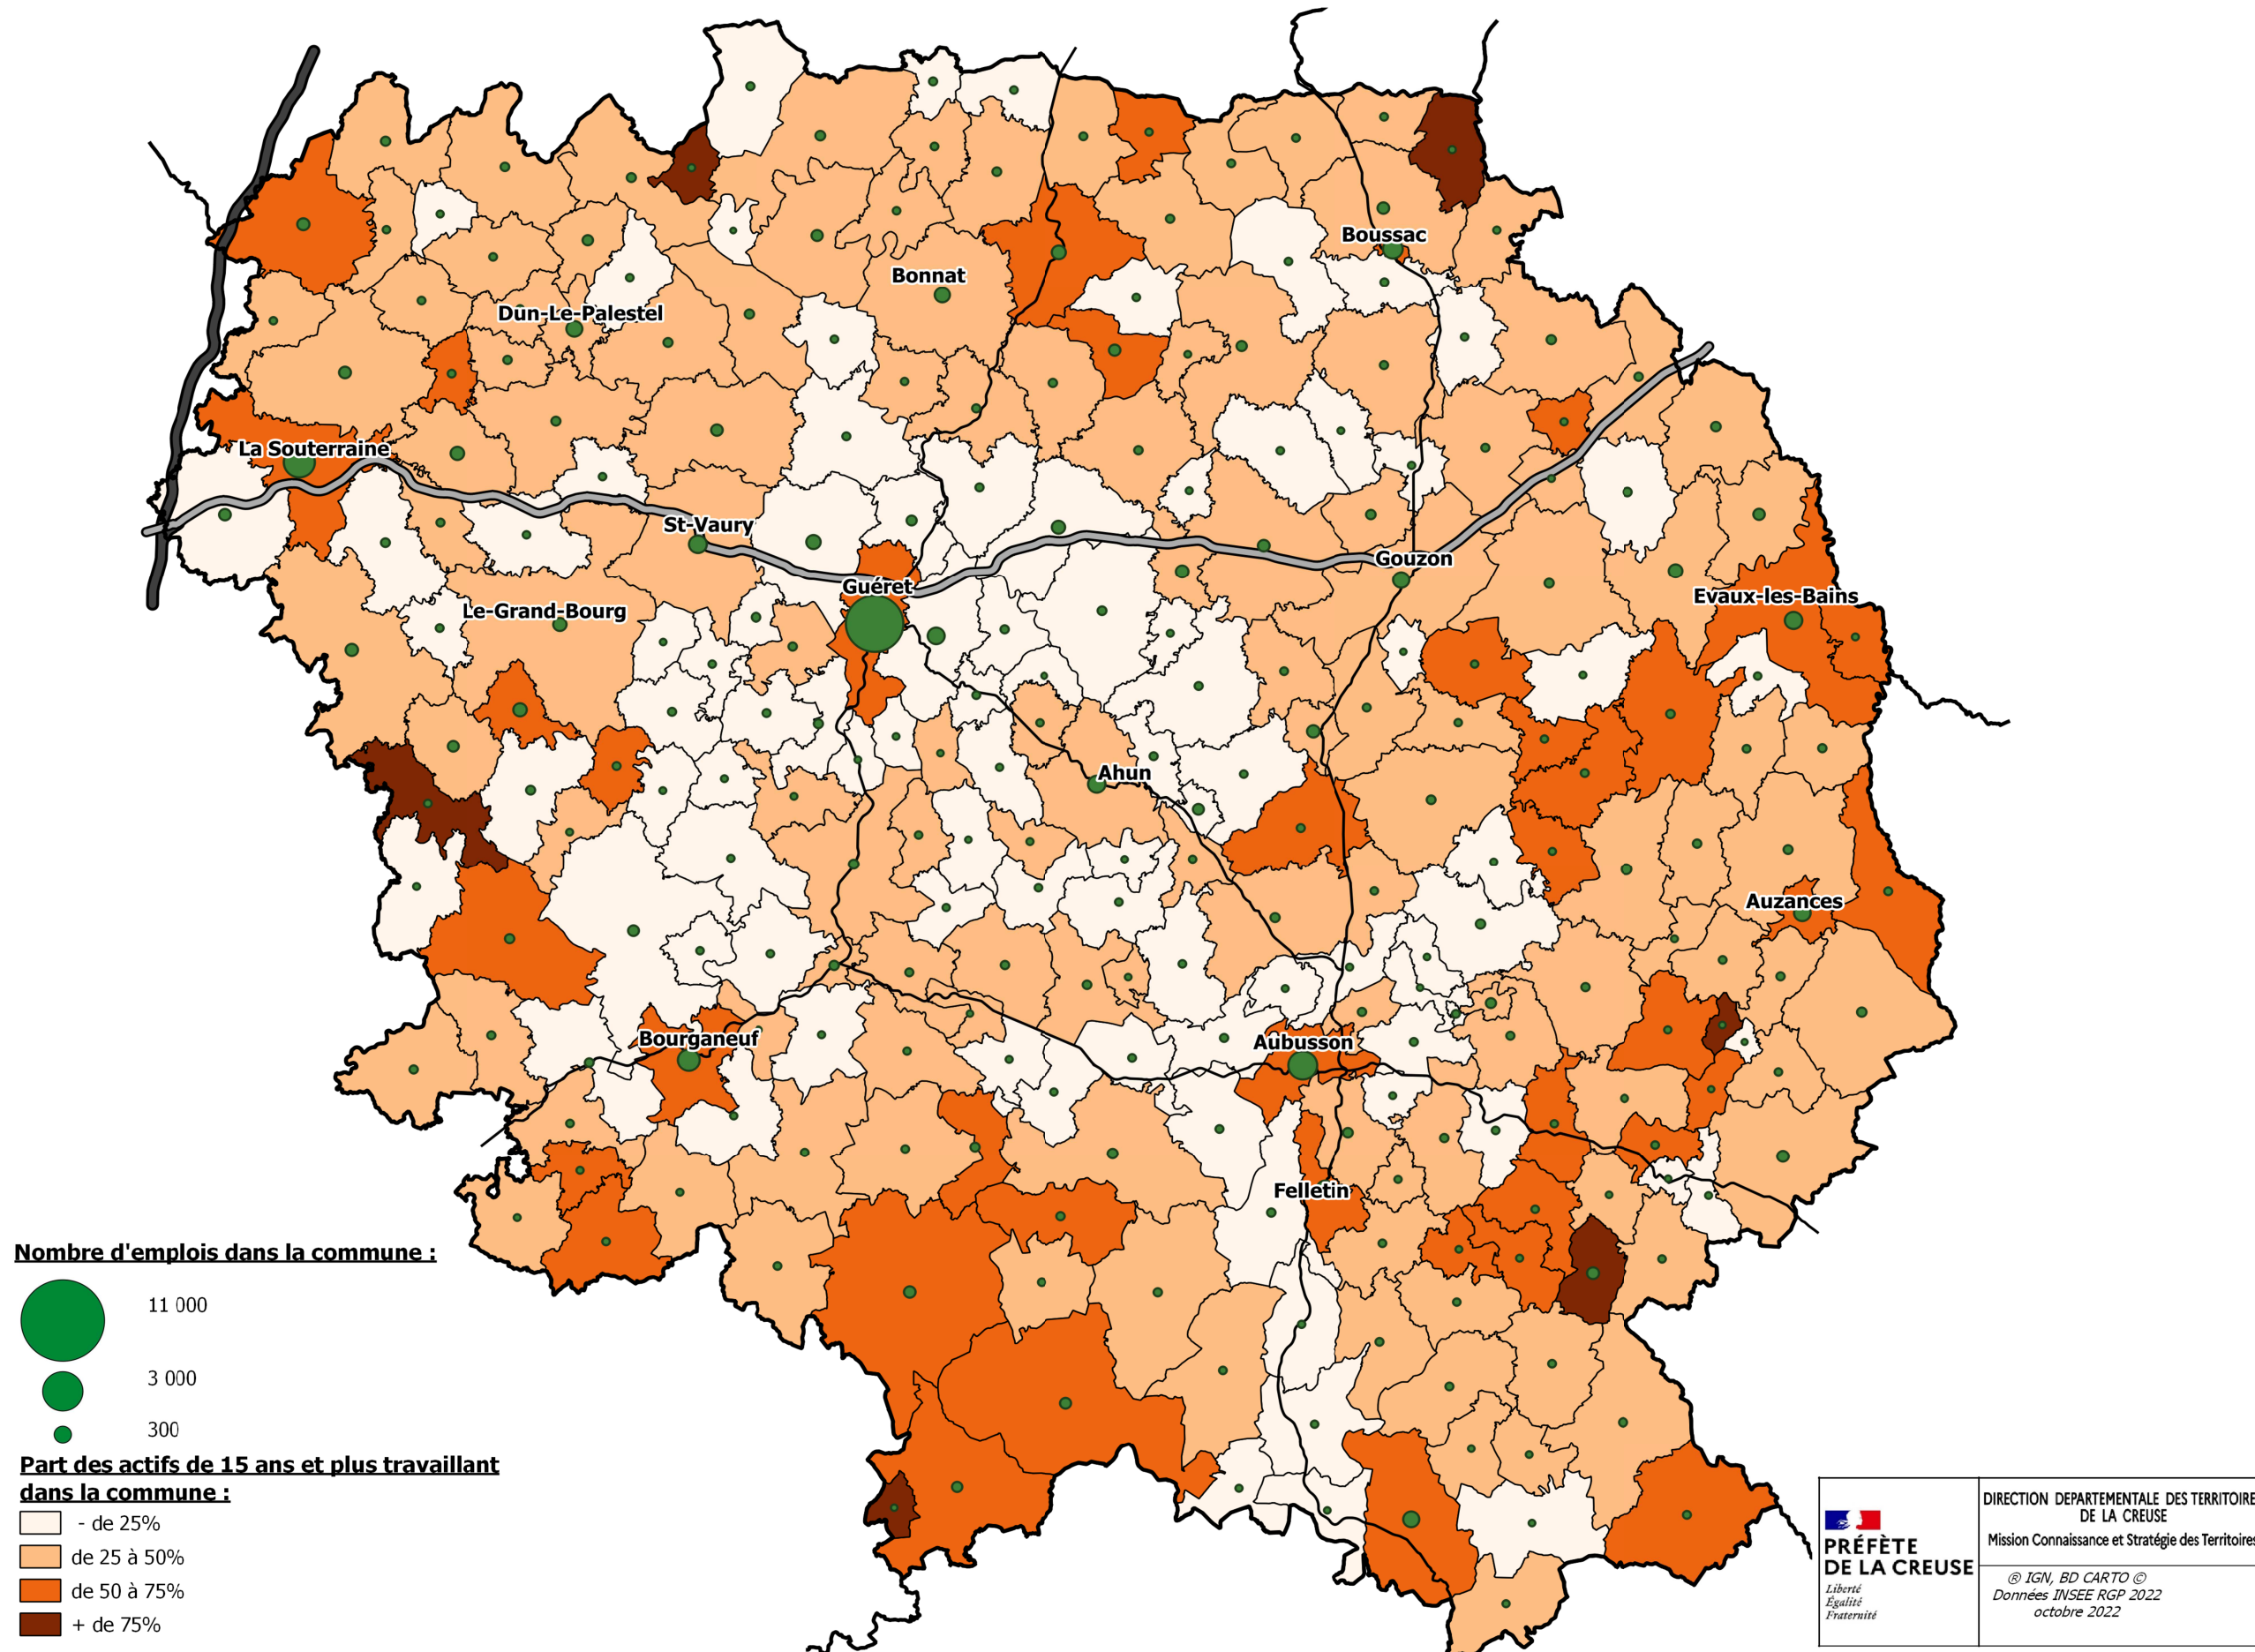 Boussac
Bonnat
Dun-Le-Palestel
La Souterraine
St-Vaury
Gouzon
Guéret
Evaux-les-Bains
Le-Grand-Bourg
Ahun
Auzances
Bourganeuf
Aubusson
Felletin
Nombre d'emplois dans la commune :
11 000
3 000
300
Part des actifs de 15 ans et plus travaillant
dans la commune :
- de 25%
de 25 à 50%
de 50 à 75%
+ de 75%
PRÉFÈTE
DE LA CREUSE
Liberté
Égalité
Fraternité
DIRECTION DEPARTEMENTALE DES TERRITOIRE
DE LA CREUSE
Mission Connaissance et Stratégie des Territoires
® IGN, BD CARTO ©
Données INSEE RGP 2022
octobre 2022